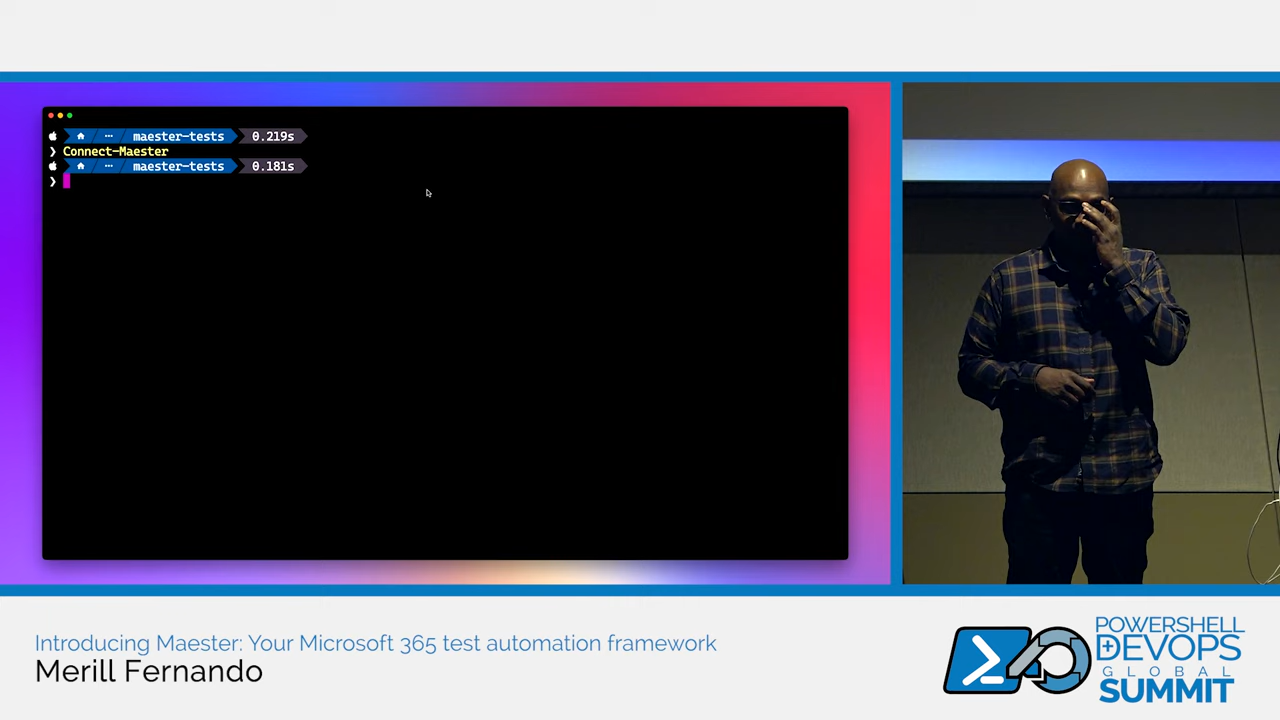 ··· maester-tests 0.219s
❯ Connect-Maester
··· maester-tests 0.181s
❯
Introducing Maester: Your Microsoft 365 test automation framework
Merill Fernando
POWERSHELL
DEVOPS
GLOBAL
SUMMIT